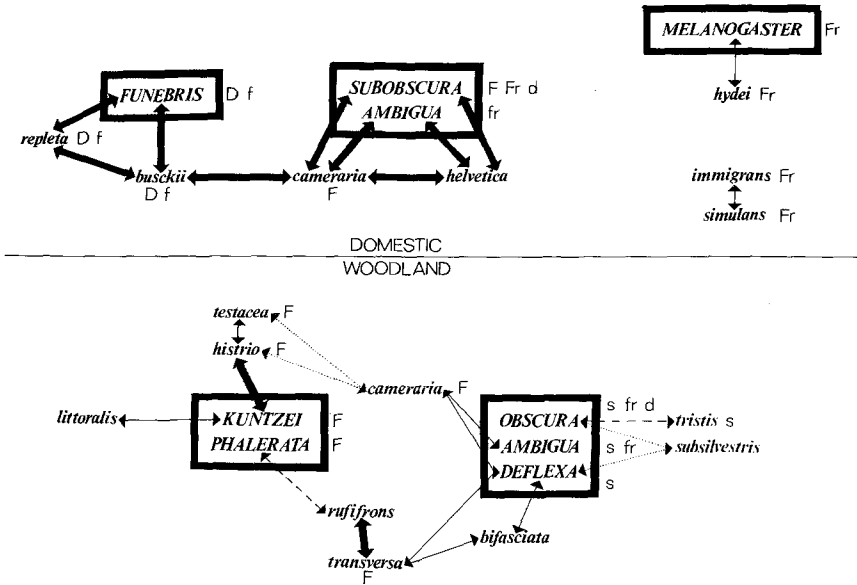 MELANOGASTER Fr
hydei Fr
FUNEBRIS D f
SUBOBSCURA F Fr d
AMBIGUA fr
repleta D f
busckii
D f
cameraria
F
helvetica
immigrans Fr
simulans Fr
DOMESTIC
WOODLAND
testacea F
histrio F
cameraria F
littoralis
KUNTZEI F
PHALERATA F
OBSCURA s fr d
tristis s
AMBIGUA s fr
subsilvestris
DEFLEXA
s
rufifrons
bifasciata
transversa
F